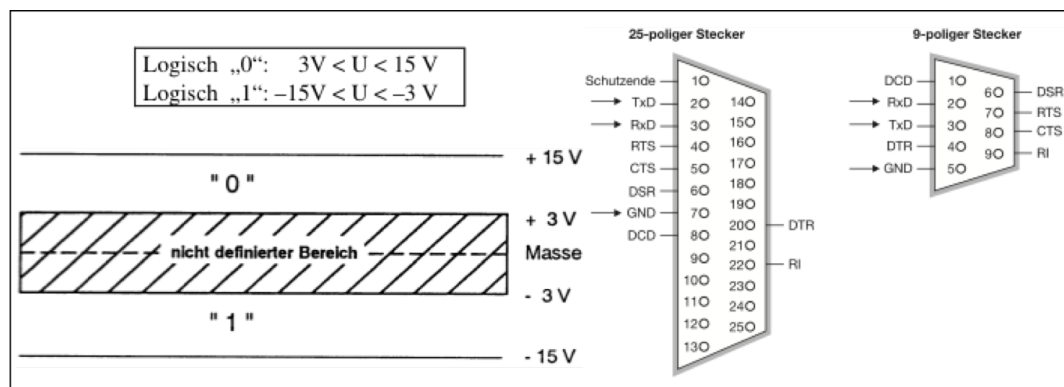 Logisch „0“: 3V < U < 15 V
Logisch „1“: –15V < U < –3 V
+ 15 V
" 0 "
+ 3 V
nicht definierter Bereich
Masse
- 3 V
" 1 "
- 15 V
25-poliger Stecker
Schutzende
TxD
RxD
RTS
CTS
DSR
GND
DCD
1
2
3
4
5
6
7
8
9
10
11
12
13
14
15
16
17
18
19
20
21
22
23
24
25
DTR
RI
9-poliger Stecker
DCD
RxD
TxD
DTR
GND
1
2
3
4
5
6
7
8
9
DSR
RTS
CTS
RI